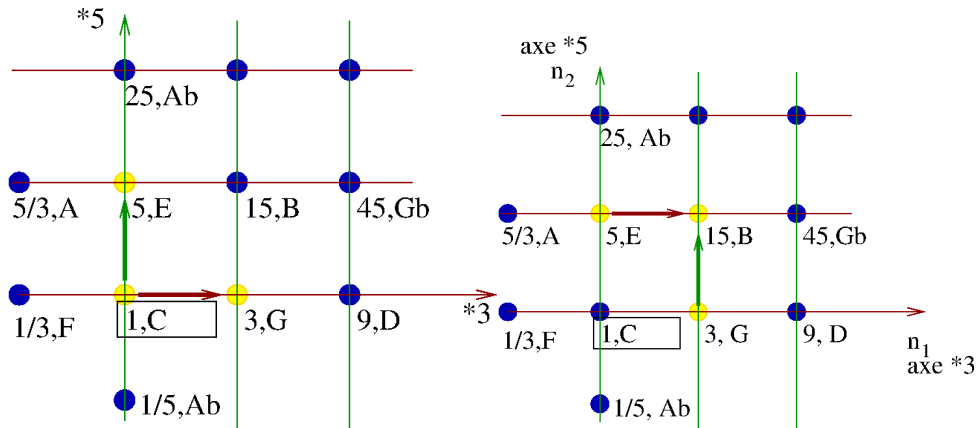 *5
25,Ab
5/3,A
5,E
15,B
45,Gb
*3
1/3,F
1,C
3,G
9,D
1/5,Ab
axe *5
n2
25, Ab
5/3,A
5,E
15,B
45,Gb
1/3,F
1,C
3, G
9, D
n1
axe *3
1/5, Ab